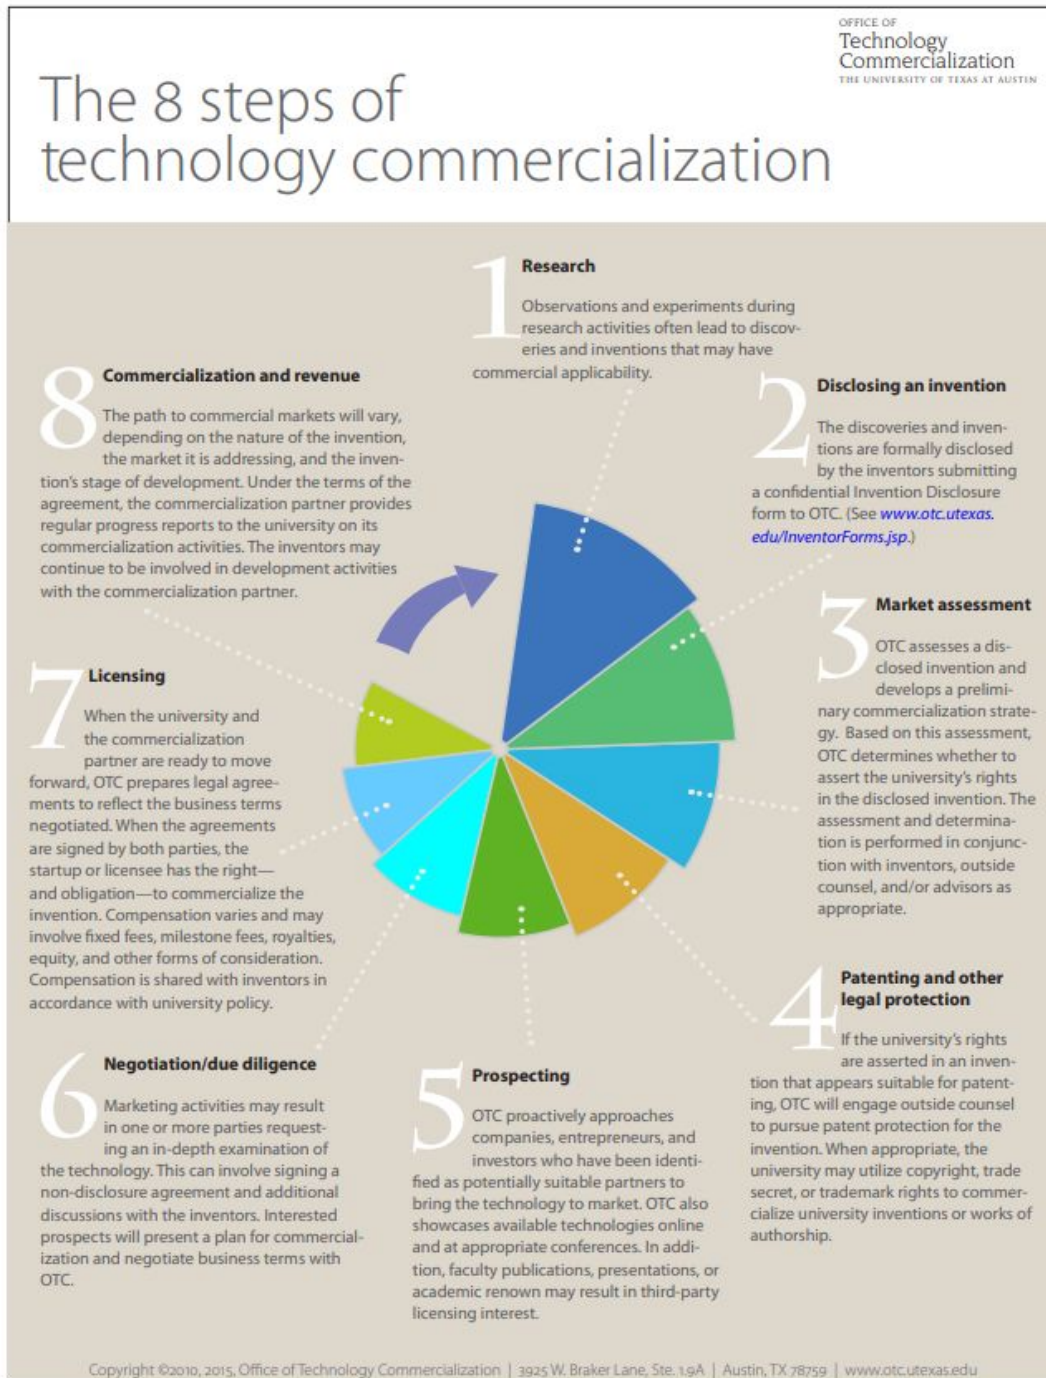 OFFICE OF
Technology
Commercialization
THE UNIVERSITY OF TEXAS AT AUSTIN
The 8 steps of
technology commercialization
1
Research
Observations and experiments during
research activities often lead to discov-
eries and inventions that may have
commercial applicability.
2
Disclosing an invention
The discoveries and inven-
tions are formally disclosed
by the inventors submitting
a confidential Invention Disclosure
form to OTC. (See www.otc.utexas.
edu/InventorForms.jsp.)
3
Market assessment
OTC assesses a dis-
closed invention and
develops a prelimi-
nary commercialization strate-
gy. Based on this assessment,
OTC determines whether to
assert the university's rights
in the disclosed invention. The
assessment and determina-
tion is performed in conjunc-
tion with inventors, outside
counsel, and/or advisors as
appropriate.
4
Patenting and other
legal protection
If the university's rights
are asserted in an inven-
tion that appears suitable for patent-
ing, OTC will engage outside counsel
to pursue patent protection for the
invention. When appropriate, the
university may utilize copyright, trade
secret, or trademark rights to commer-
cialize university inventions or works of
authorship.
5
Prospecting
OTC proactively approaches
companies, entrepreneurs, and
investors who have been identi-
fied as potentially suitable partners to
bring the technology to market. OTC also
showcases available technologies online
and at appropriate conferences. In addi-
tion, faculty publications, presentations, or
academic renown may result in third-party
licensing interest.
6
Negotiation/due diligence
Marketing activities may result
in one or more parties request-
ing an in-depth examination of
the technology. This can involve signing a
non-disclosure agreement and additional
discussions with the inventors. Interested
prospects will present a plan for commercial-
ization and negotiate business terms with
OTC.
7
Licensing
When the university and
the commercialization
partner are ready to move
forward, OTC prepares legal agree-
ments to reflect the business terms
negotiated. When the agreements
are signed by both parties, the
startup or licensee has the right—
and obligation—to commercialize the
invention. Compensation varies and may
involve fixed fees, milestone fees, royalties,
equity, and other forms of consideration.
Compensation is shared with inventors in
accordance with university policy.
8
Commercialization and revenue
The path to commercial markets will vary,
depending on the nature of the invention,
the market it is addressing, and the inven-
tion's stage of development. Under the terms of the
agreement, the commercialization partner provides
regular progress reports to the university on its
commercialization activities. The inventors may
continue to be involved in development activities
with the commercialization partner.
Copyright ©2010, 2015, Office of Technology Commercialization | 3925 W. Braker Lane, Ste. 1.9A | Austin, TX 78759 | www.otc.utexas.edu